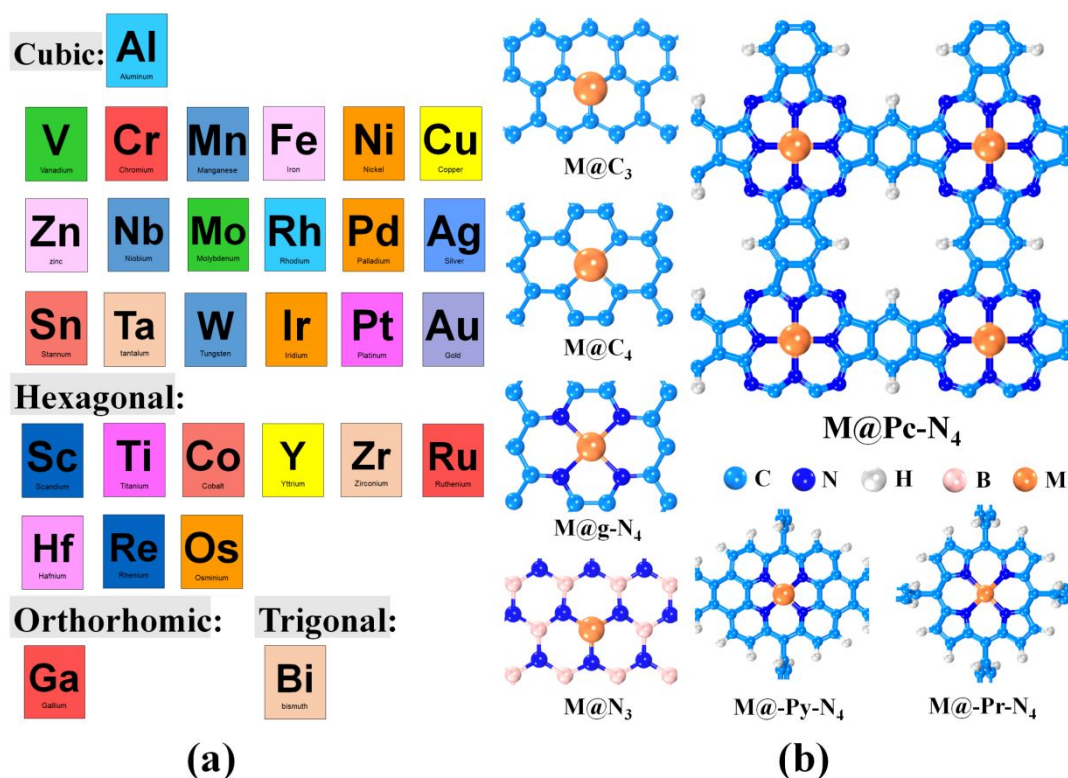 Cubic:
Al
Aluminum
V Cr Mn Fe Ni Cu
Vanadium Chromium Manganese Iron Nickel Copper
Zn Nb Mo Rh Pd Ag
zinc Niobium Molybdenum Rhodium Palladium Silver
Sn Ta W Ir Pt Au
Stannum tantalum Tungsten Iridium Platinum Gold
Hexagonal:
Sc Ti Co Y Zr Ru
Scandium Titanium Cobalt Yttrium Zirconium Ruthenium
Hf Re Os
Hafnium Rhenium Osminium
Orthorhomic: Trigonal:
Ga Bi
Gallium bismuth
(a)
M@C₃
M@C₄
M@g-N₄
M@N₃
M@Pc-N₄
C N H B M
M@-Py-N₄ M@-Pr-N₄
(b)